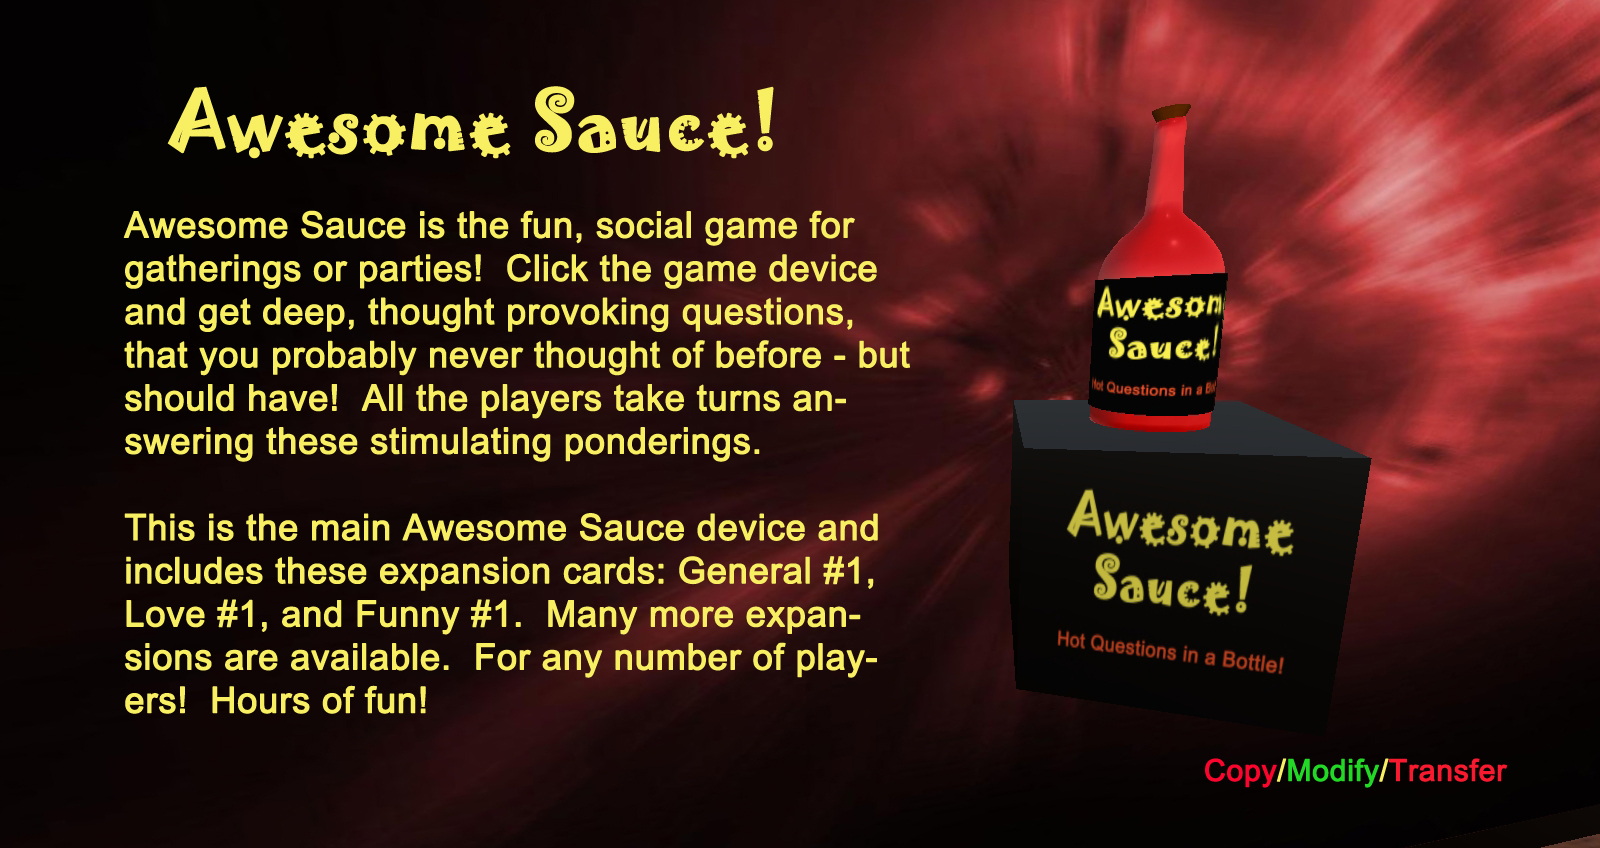 Awesome Sauce!
Awesome Sauce is the fun, social game for
gatherings or parties!  Click the game device
and get deep, thought provoking questions,
that you probably never thought of before - but
should have!  All the players take turns an-
swering these stimulating ponderings.
This is the main Awesome Sauce device and
includes these expansion cards: General #1,
Love #1, and Funny #1.  Many more expan-
sions are available.  For any number of play-
ers!  Hours of fun!
Awesom
Sauce!
Hot Questions in a
Awesome
Sauce!
Hot Questions in a Bottle!
Copy/Modify/Transfer